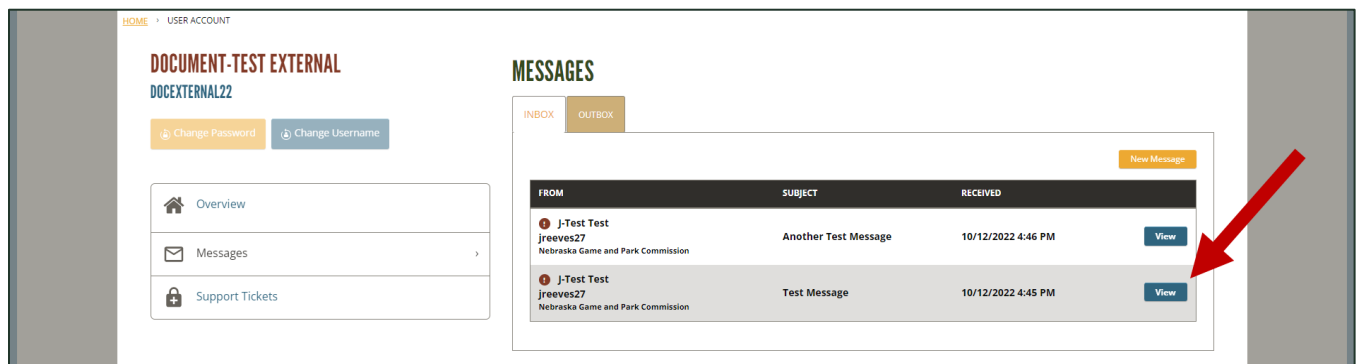 HOME › USER ACCOUNT
DOCUMENT-TEST EXTERNAL
DOCEXTERNAL22
Change Password
Change Username
Overview
Messages
Support Tickets
MESSAGES
INBOX
OUTBOX
New Message
FROM SUBJECT RECEIVED
J-Test Test
jreeves27 Another Test Message 10/12/2022 4:46 PM View
Nebraska Game and Park Commission
J-Test Test
jreeves27 Test Message 10/12/2022 4:45 PM View
Nebraska Game and Park Commission